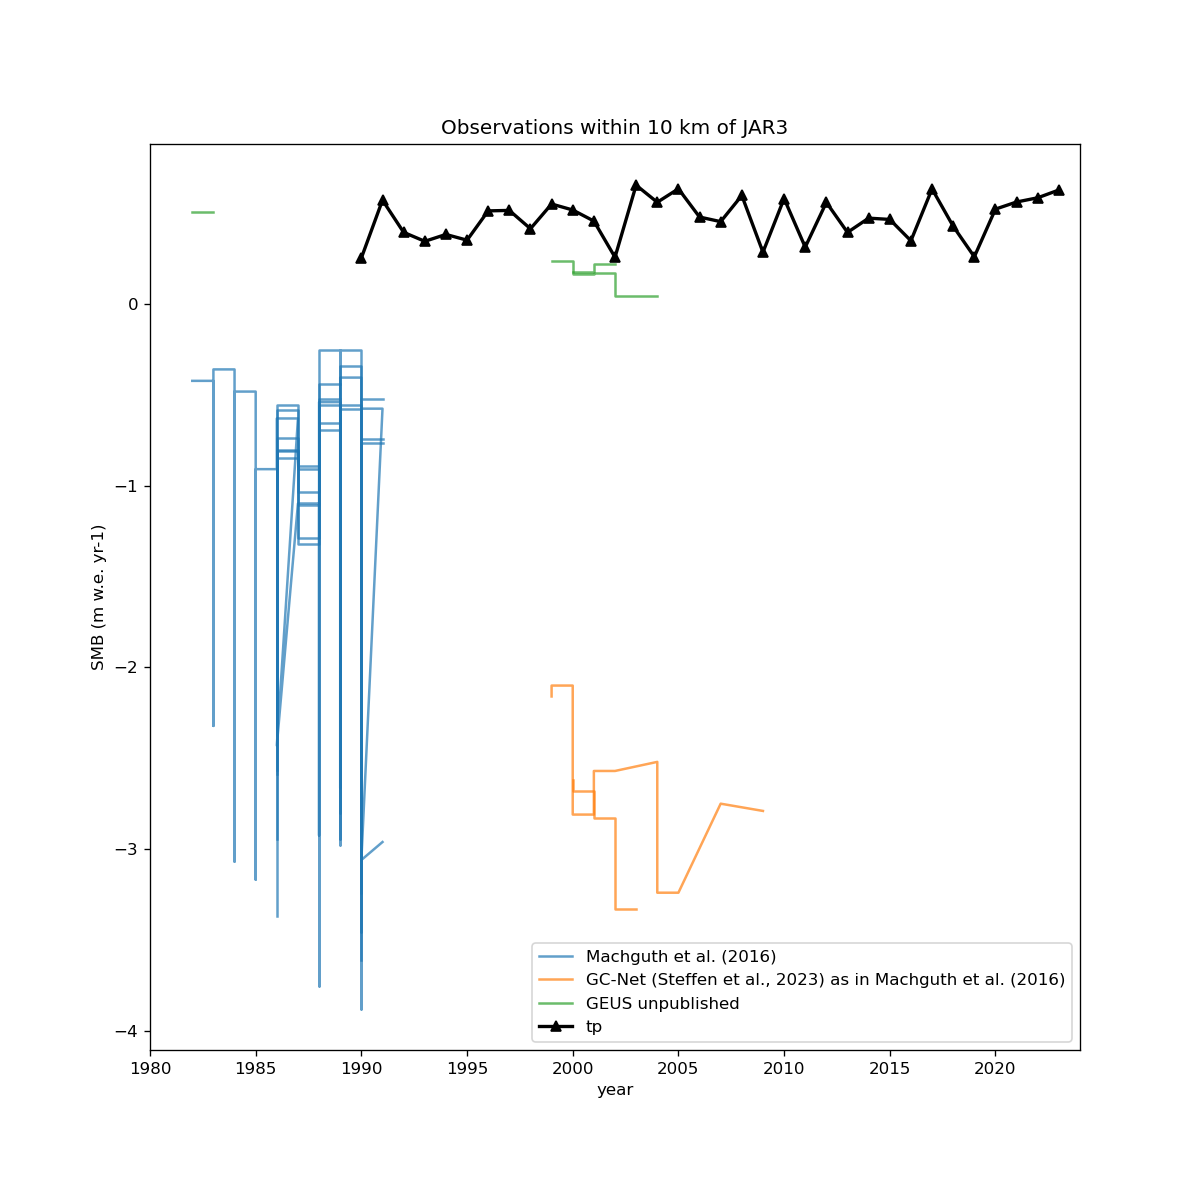 Observations within 10 km of JAR3
SMB (m w.e. yr-1)
0
−1
−2
−3
−4
Machguth et al. (2016)
GC-Net (Steffen et al., 2023) as in Machguth et al. (2016)
GEUS unpublished
tp
1980 1985 1990 1995 2000 2005 2010 2015 2020
year